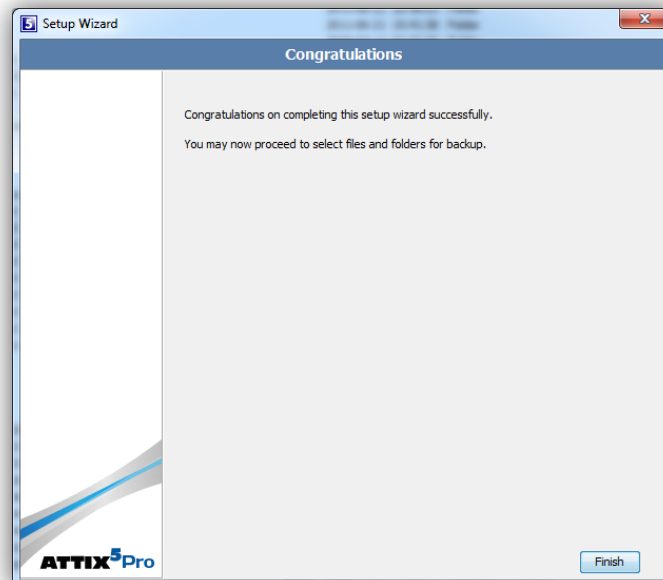 5 Setup Wizard
Congratulations
Congratulations on completing this setup wizard successfully.
You may now proceed to select files and folders for backup.
ATTIX5Pro
Finish